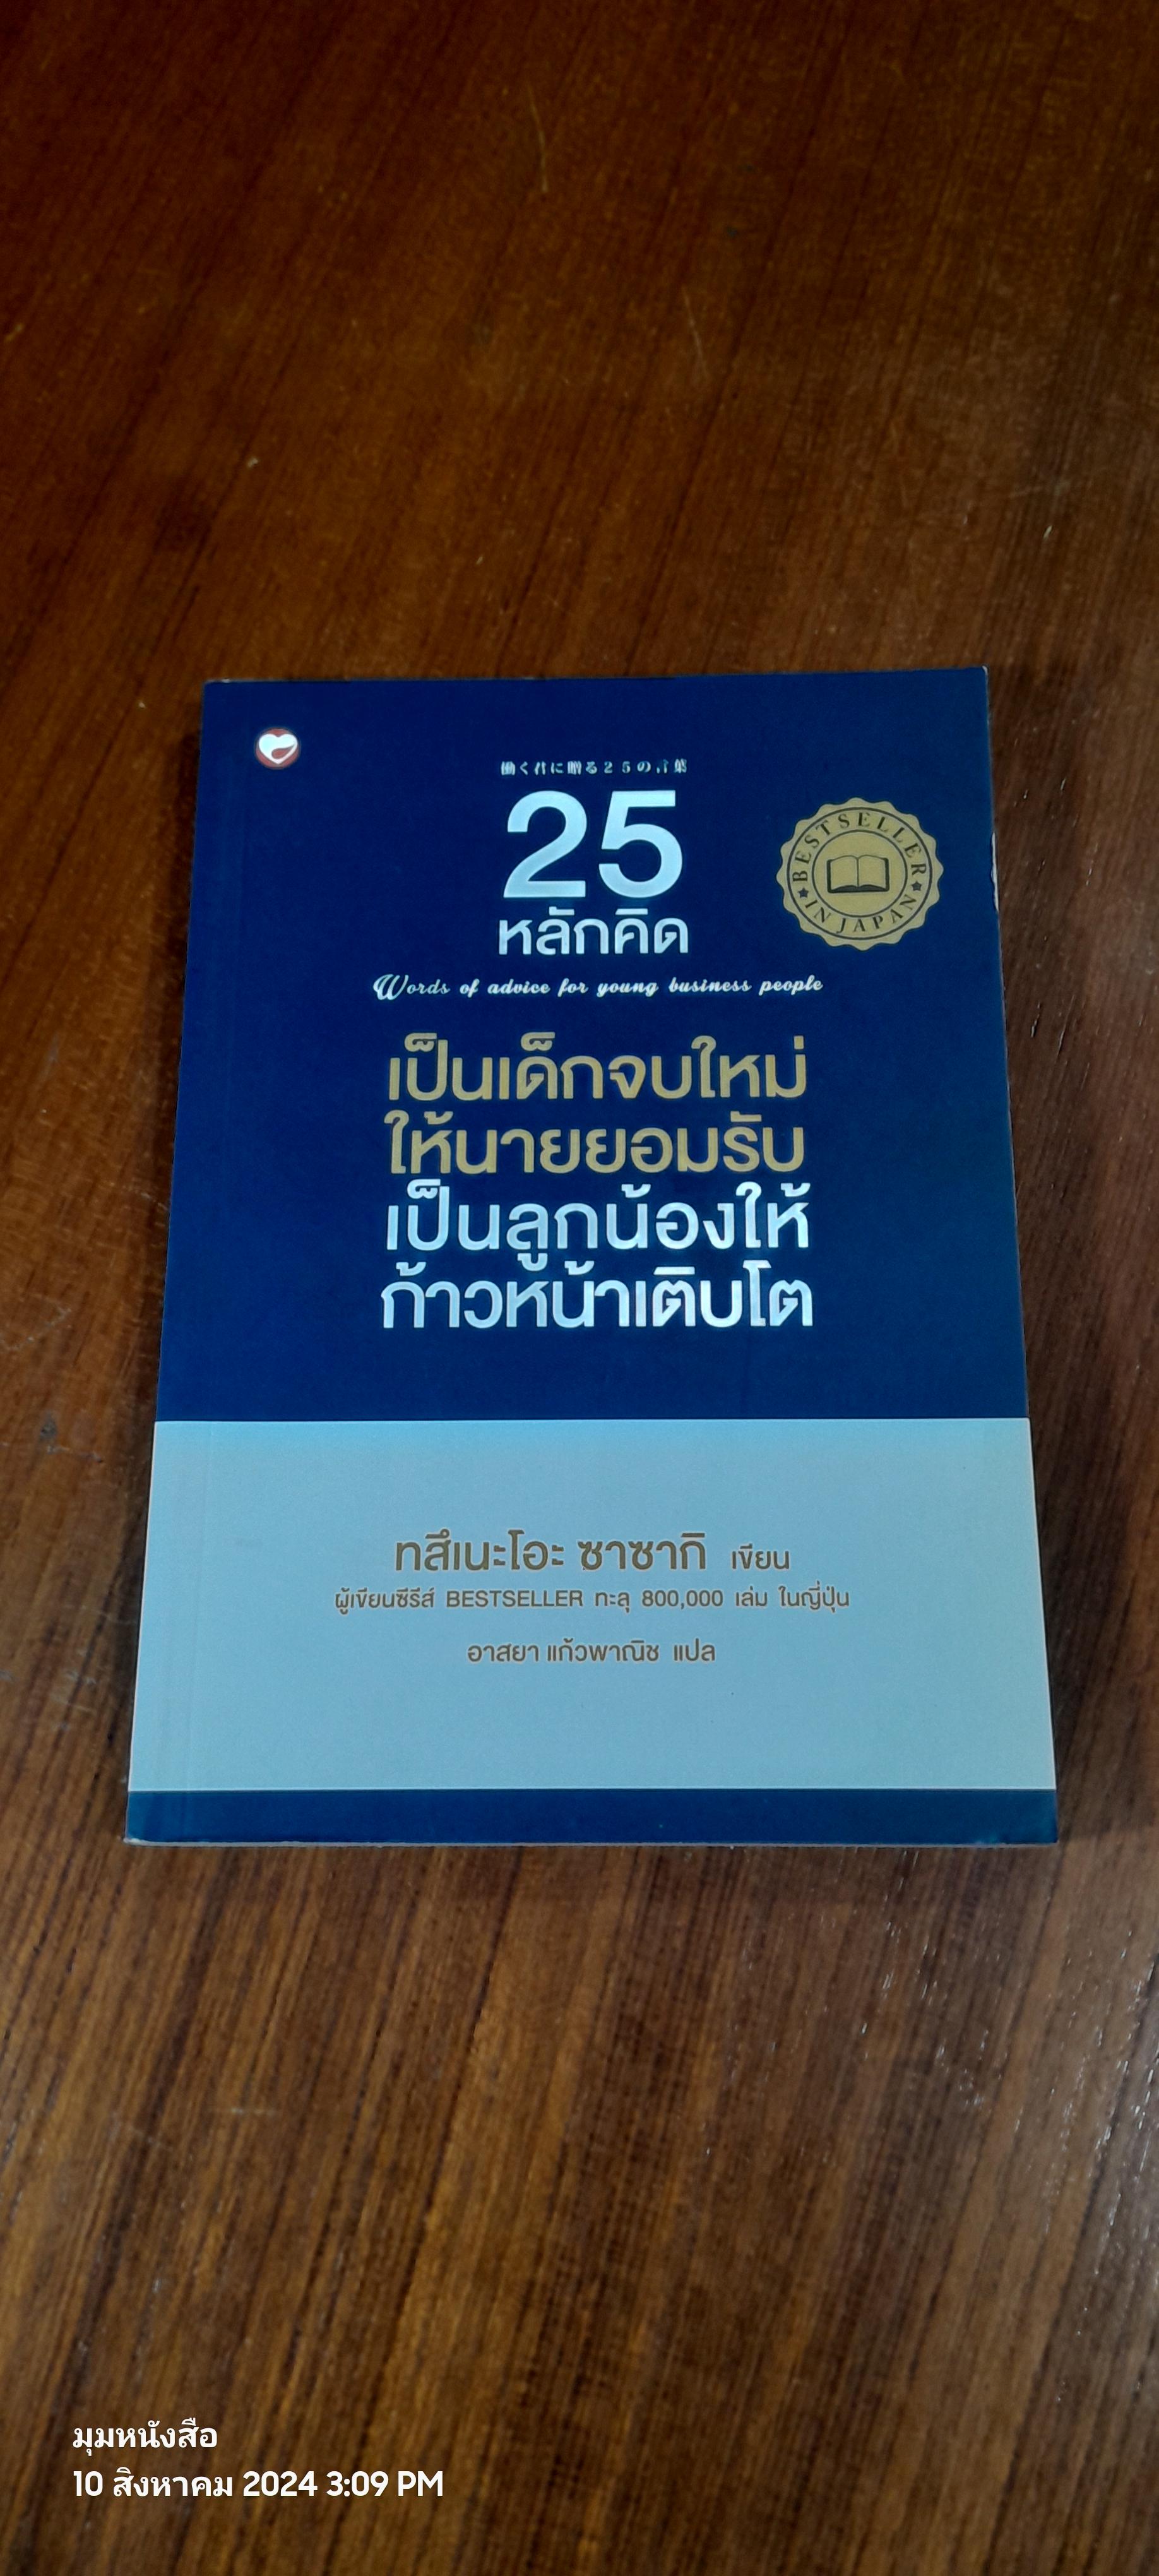 働く君に贈る25の言葉
25
หลักคิด
BESTSELLER
IN JAPAN
Words of advice for young business people
เป็นเด็กจบใหม่
ให้นายยอมรับ
เป็นลูกน้องให้
ก้าวหน้าเติบโต
ทสึเนะโอะ ซาซากิ เขียน
ผู้เขียนซีรีส์ BESTSELLER ทะลุ 800,000 เล่ม ในญี่ปุ่น
อาสยา แก้วพาณิช แปล
มุมหนังสือ
10 สิงหาคม 2024 3:09 PM